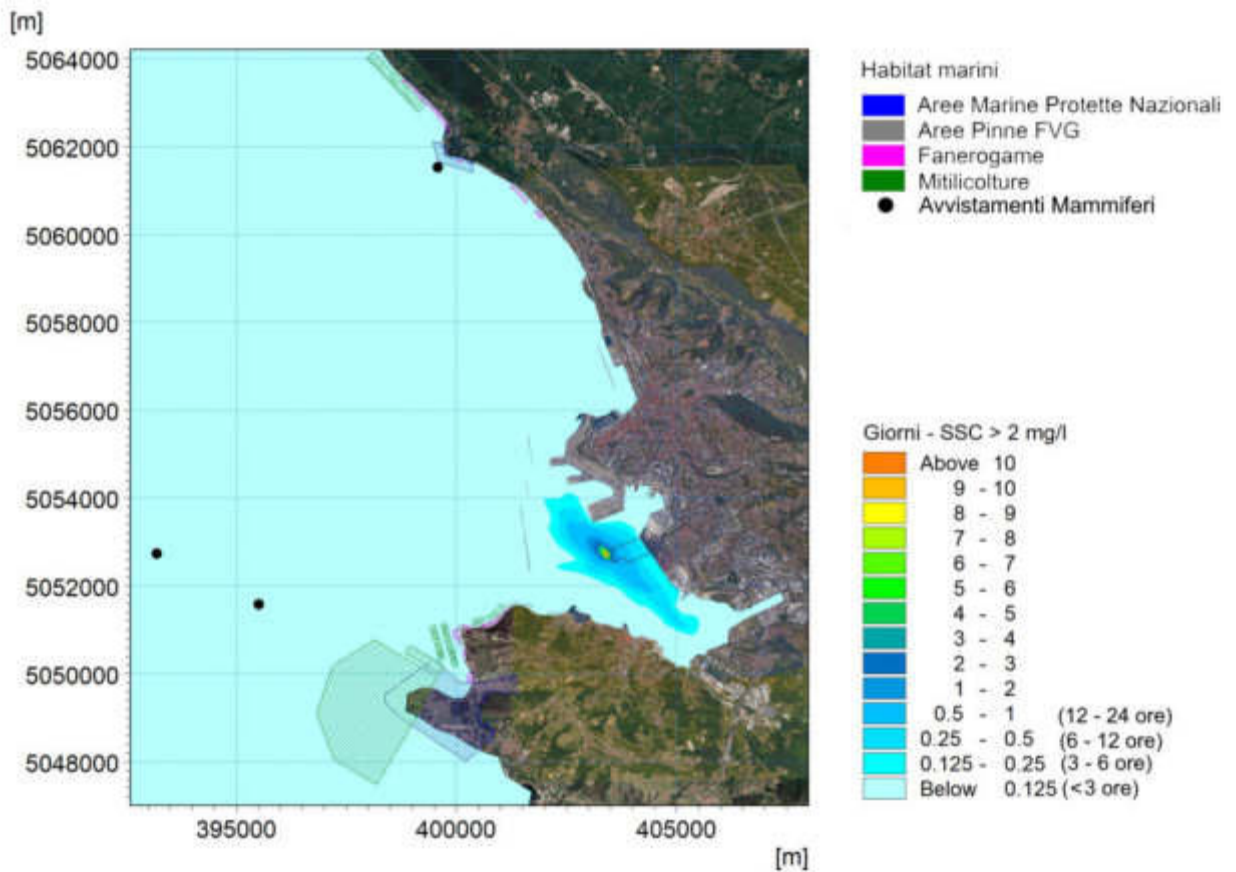 [m]
5064000
5062000
5060000
5058000
5056000
5054000
5052000
5050000
5048000
395000
400000
405000
[m]
Habitat marini
Aree Marine Protette Nazionali
Aree Pinne FVG
Fanerogame
Mitilicolture
Avvistamenti Mammiferi
Giorni - SSC > 2 mg/l
Above 10
9 - 10
8 - 9
7 - 8
6 - 7
5 - 6
4 - 5
3 - 4
2 - 3
1 - 2
0.5 - 1 (12 - 24 ore)
0.25 - 0.5 (6 - 12 ore)
0.125 - 0.25 (3 - 6 ore)
Below 0.125 (<3 ore)